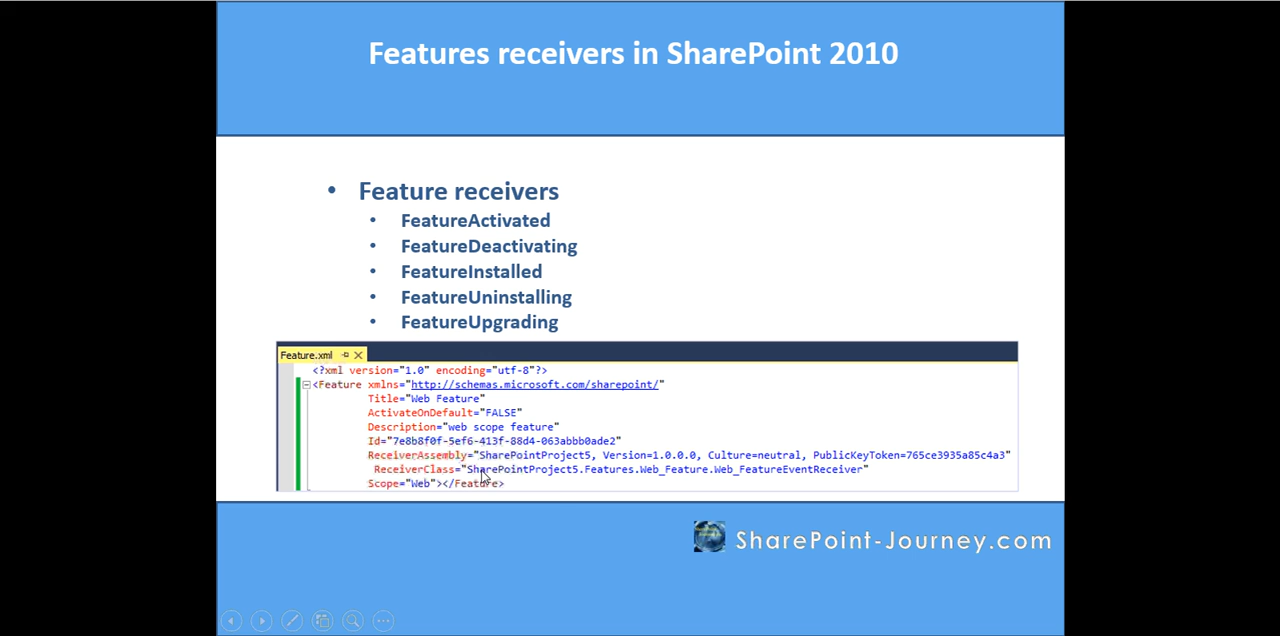 Features receivers in SharePoint 2010
• Feature receivers
• FeatureActivated
• FeatureDeactivating
• FeatureInstalled
• FeatureUninstalling
• FeatureUpgrading
Feature.xml
<?xml version="1.0" encoding="utf-8"?>
<Feature xmlns="http://schemas.microsoft.com/sharepoint/"
Title="Web Feature"
ActivateOnDefault="FALSE"
Description="web scope feature"
Id="7e8b8f0f-5ef6-413f-88d4-063abbb0ade2"
ReceiverAssembly="SharePointProject5, Version=1.0.0.0, Culture=neutral, PublicKeyToken=765ce3935a85c4a3"
ReceiverClass="SharePointProject5.Features.Web_Feature.Web_FeatureEventReceiver"
Scope="Web"></Feature>
SharePoint-Journey.com